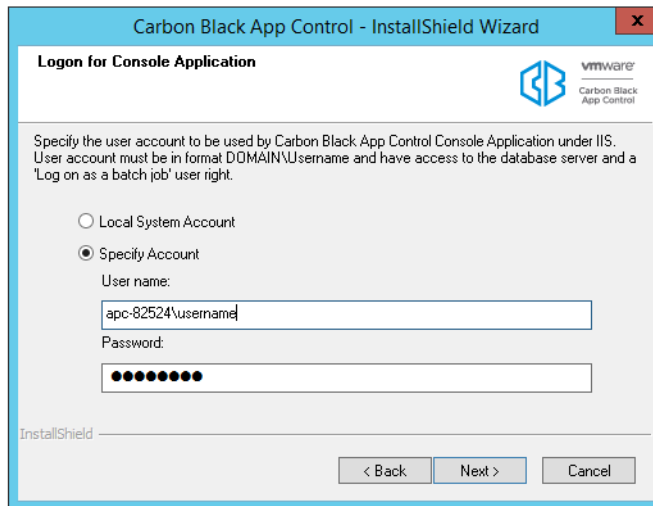 Carbon Black App Control - InstallShield Wizard
x
Logon for Console Application
vmware
Carbon Black
App Control
Specify the user account to be used by Carbon Black App Control Console Application under IIS.
User account must be in format DOMAIN\Username and have access to the database server and a
'Log on as a batch job' user right.
Local System Account
Specify Account
User name:
apc-82524\username
Password:
●●●●●●●●
InstallShield
< Back Next > Cancel